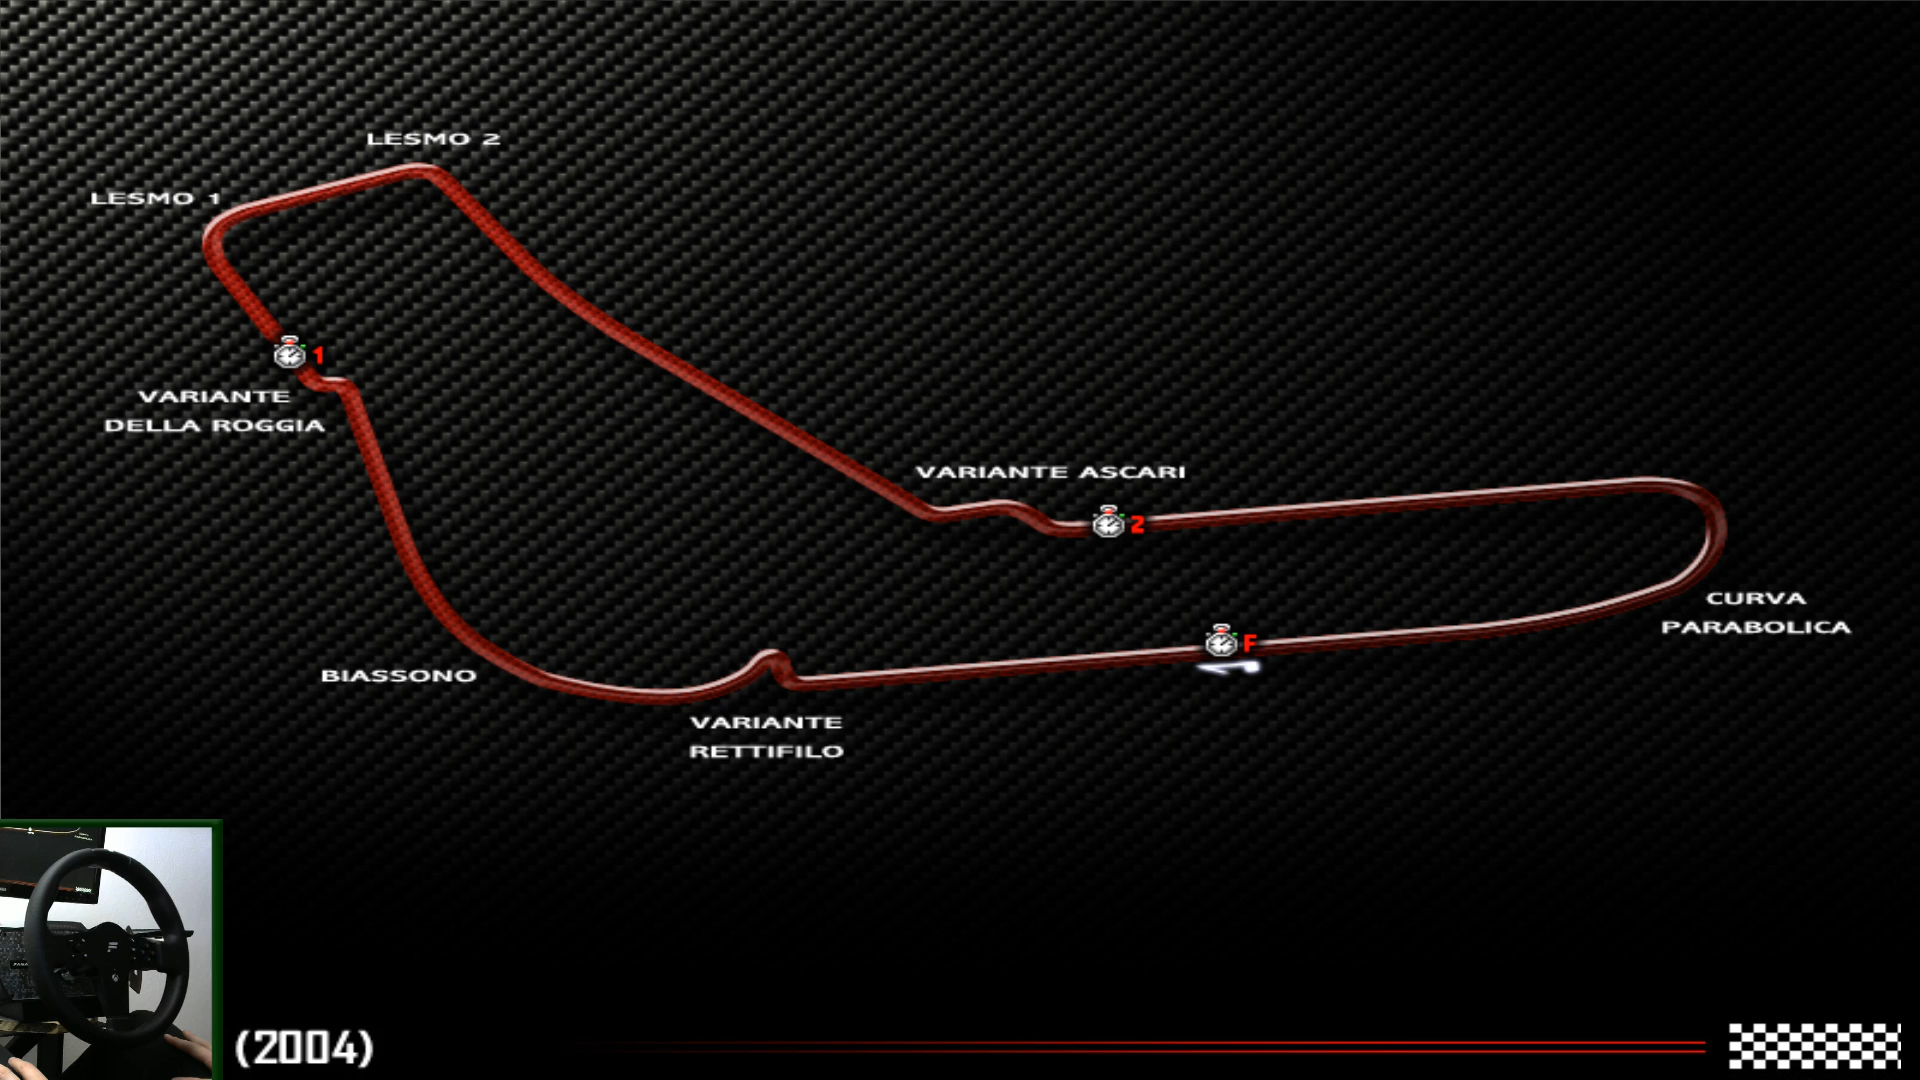 LESMO 2
LESMO 1
1
VARIANTE
DELLA ROGGIA
VARIANTE ASCARI
2
CURVA
PARABOLICA
F
BIASSONO
VARIANTE
RETTIFILO
(2004)